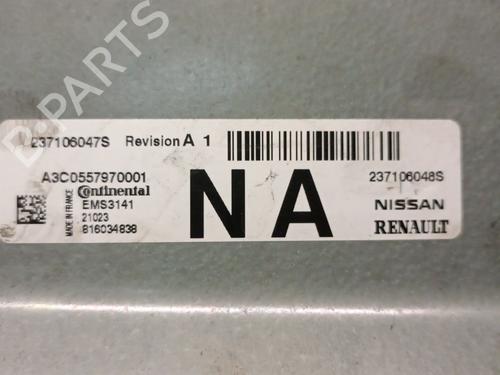 D-PARTS
237106047S Revision A 1
A3C0557970001
237106048S
MADE IN FRANCE
Continental
EMS3141
21023
816034838
NA
NISSAN
RENAULT